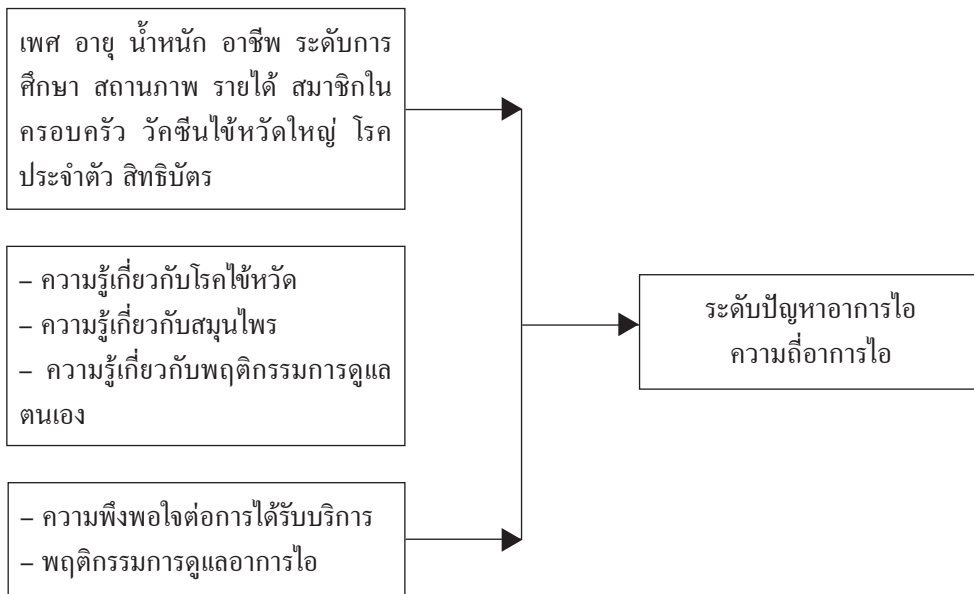 เพศ อายุ น้ำหนัก อาชีพ ระดับการ
ศึกษา สถานภาพ รายได้ สมาชิกใน
ครอบครัว วัคซีนไข้หวัดใหญ่ โรค
ประจำตัว สิทธิบัตร
– ความรู้เกี่ยวกับโรคไข้หวัด
– ความรู้เกี่ยวกับสมุนไพร
– ความรู้เกี่ยวกับพฤติกรรมการดูแล
ตนเอง
– ความพึงพอใจต่อการได้รับบริการ
– พฤติกรรมการดูแลอาการไอ
ระดับปัญหาอาการไอ
ความถี่อาการไอ